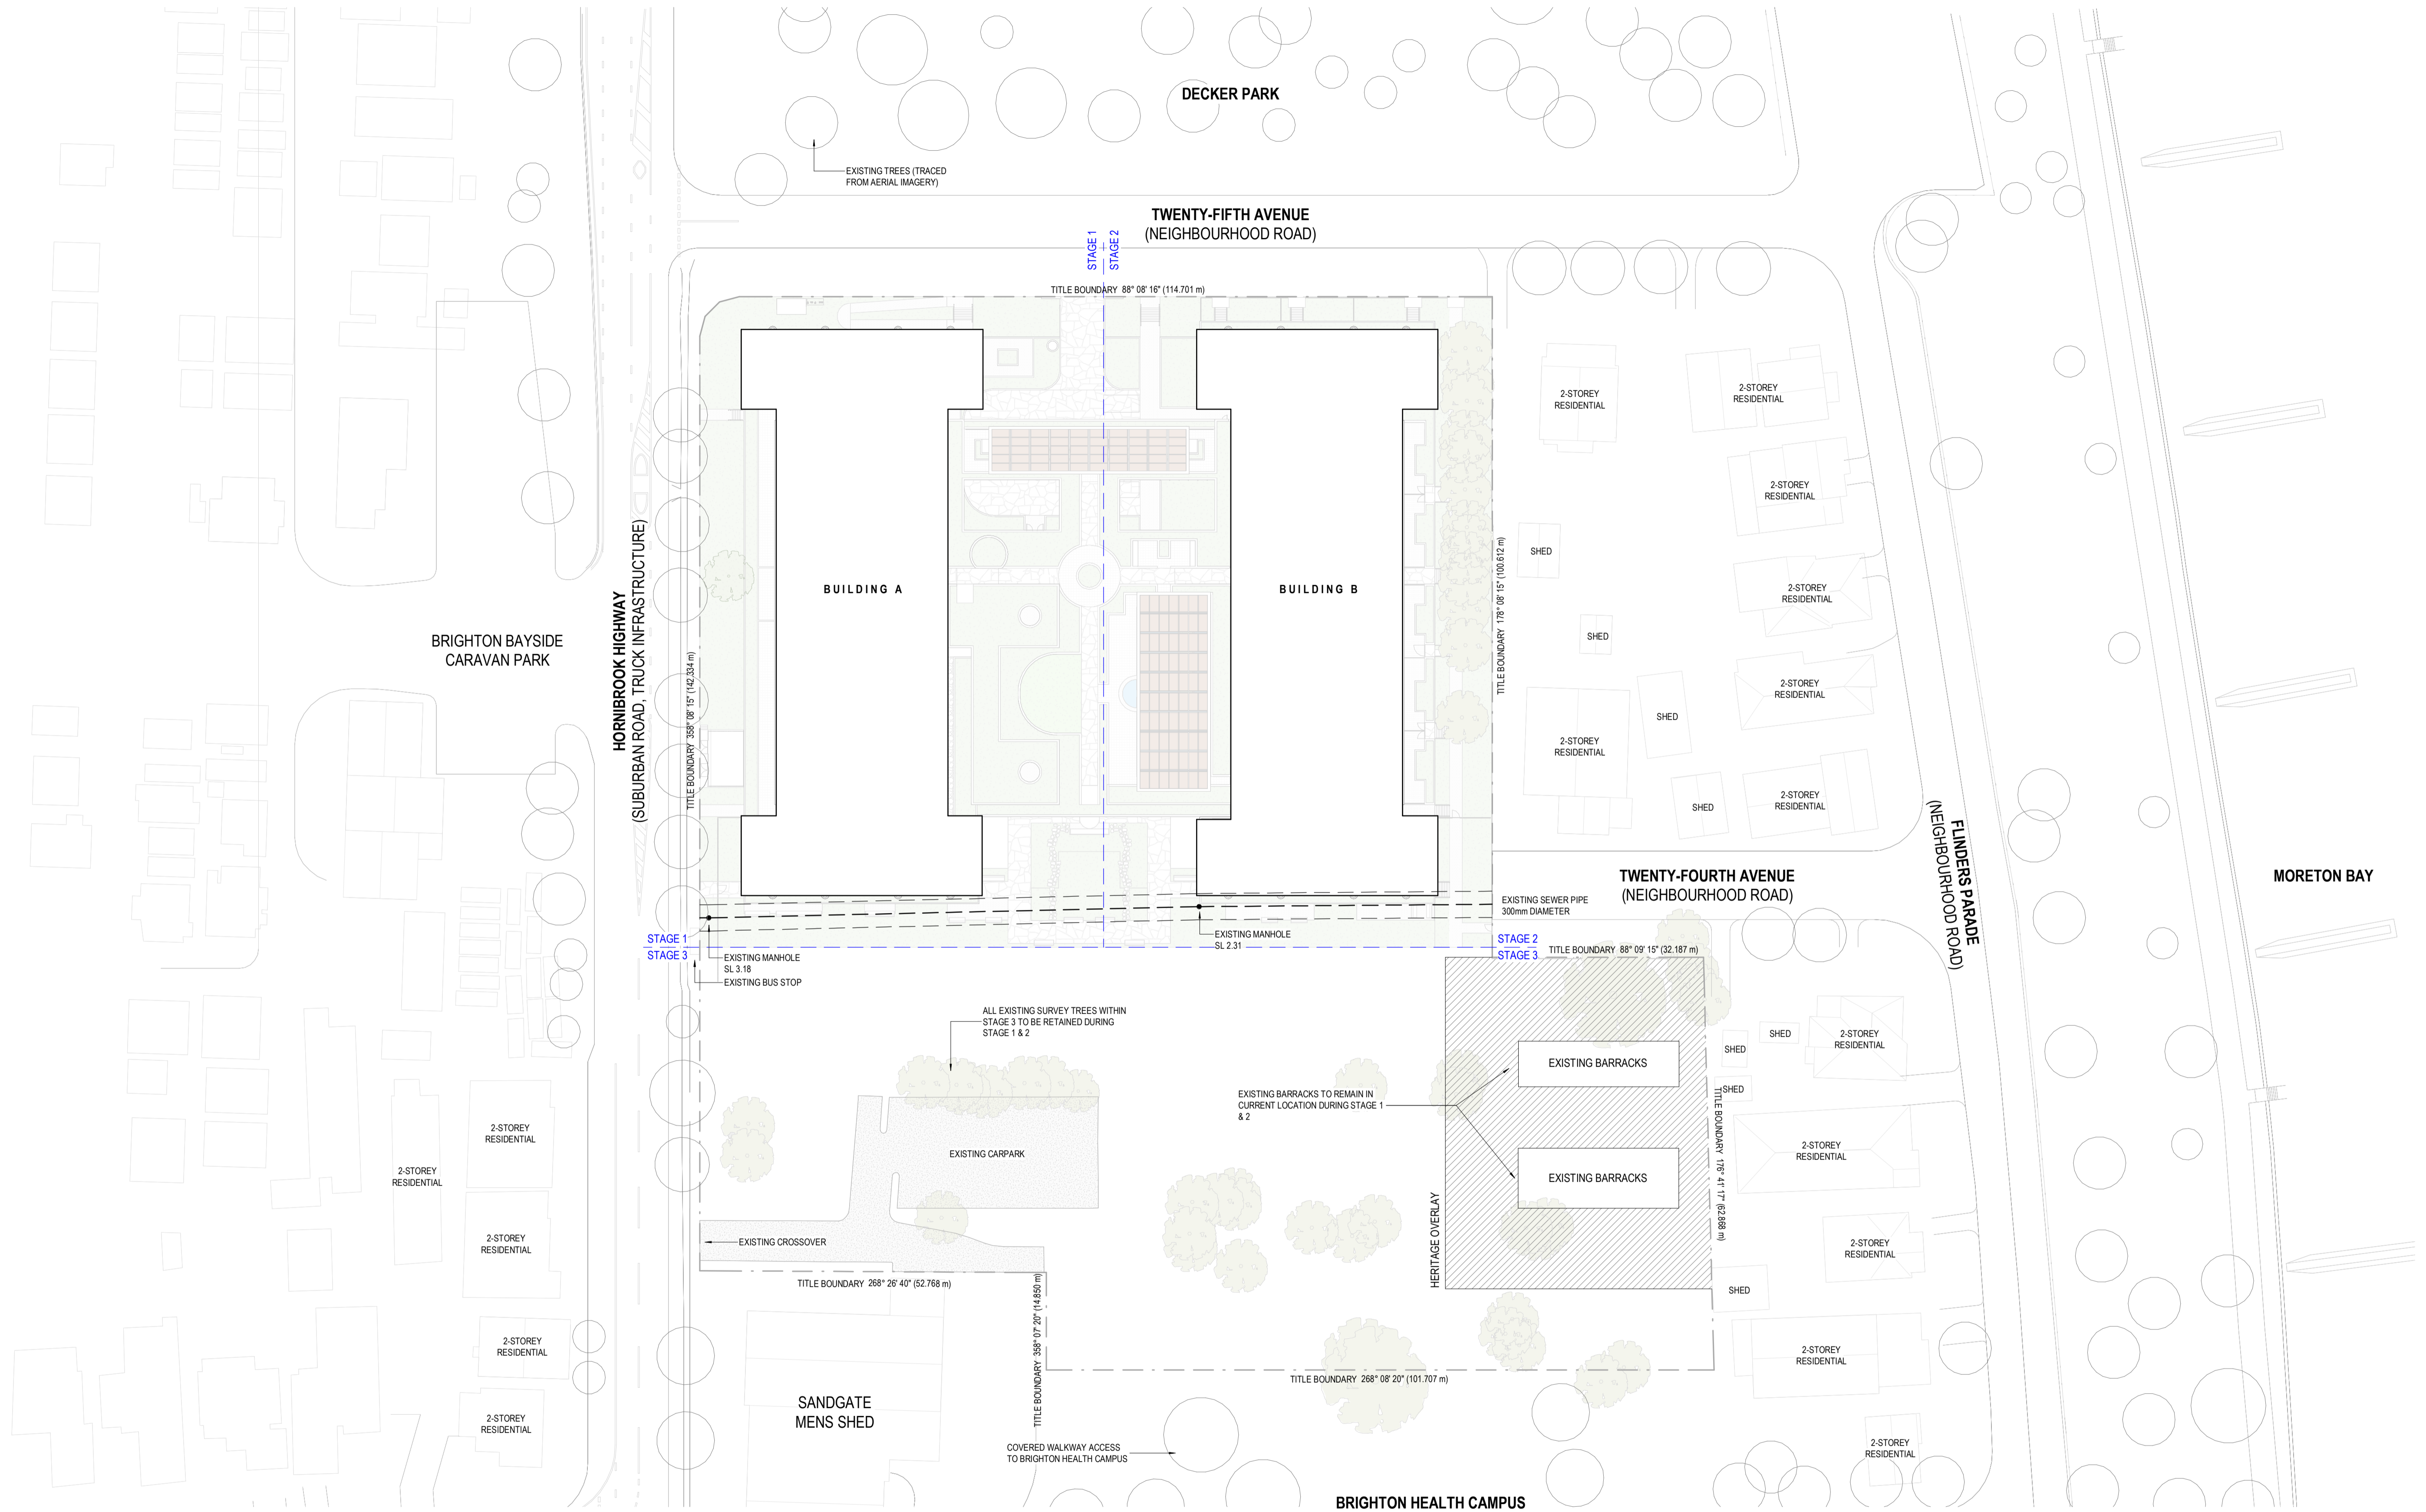 DECKER PARK
EXISTING TREES (TRACED
FROM AERIAL IMAGERY)
TWENTY-FIFTH AVENUE
(NEIGHBOURHOOD ROAD)
STAGE 1
STAGE 2
TITLE BOUNDARY 88° 08' 16" (114.701 m)
2-STOREY
RESIDENTIAL
2-STOREY
RESIDENTIAL
2-STOREY
RESIDENTIAL
SHED
BUILDING A
BUILDING B
TITLE BOUNDARY 178° 08' 15" (100.612 m)
2-STOREY
RESIDENTIAL
SHED
BRIGHTON BAYSIDE
CARAVAN PARK
HORNIBROOK HIGHWAY
(SUBURBAN ROAD, TRUCK INFRASTRUCTURE)
TITLE BOUNDARY 358° 08' 15" (142.334 m)
2-STOREY
RESIDENTIAL
SHED
2-STOREY
RESIDENTIAL
SHED
2-STOREY
RESIDENTIAL
FLINDERS PARADE
(NEIGHBOURHOOD ROAD)
TWENTY-FOURTH AVENUE
(NEIGHBOURHOOD ROAD)
MORETON BAY
EXISTING SEWER PIPE
300mm DIAMETER
EXISTING MANHOLE
SL 2.31
STAGE 1
STAGE 3
STAGE 2
STAGE 3
TITLE BOUNDARY 88° 09' 15" (32.187 m)
EXISTING MANHOLE
SL 3.18
EXISTING BUS STOP
ALL EXISTING SURVEY TREES WITHIN
STAGE 3 TO BE RETAINED DURING
STAGE 1 & 2
SHED
SHED
2-STOREY
RESIDENTIAL
EXISTING BARRACKS
SHED
EXISTING BARRACKS TO REMAIN IN
CURRENT LOCATION DURING STAGE 1
& 2
TITLE BOUNDARY 176° 41' 17" (62.868 m)
2-STOREY
RESIDENTIAL
2-STOREY
RESIDENTIAL
EXISTING CARPARK
2-STOREY
RESIDENTIAL
EXISTING BARRACKS
HERITAGE OVERLAY
2-STOREY
RESIDENTIAL
EXISTING CROSSOVER
2-STOREY
RESIDENTIAL
TITLE BOUNDARY 268° 26' 40" (52.768 m)
TITLE BOUNDARY 358° 07' 20" (14.850 m)
SHED
2-STOREY
RESIDENTIAL
2-STOREY
RESIDENTIAL
TITLE BOUNDARY 268° 08' 20" (101.707 m)
SANDGATE
MENS SHED
2-STOREY
RESIDENTIAL
COVERED WALKWAY ACCESS
TO BRIGHTON HEALTH CAMPUS
2-STOREY
RESIDENTIAL
BRIGHTON HEALTH CAMPUS